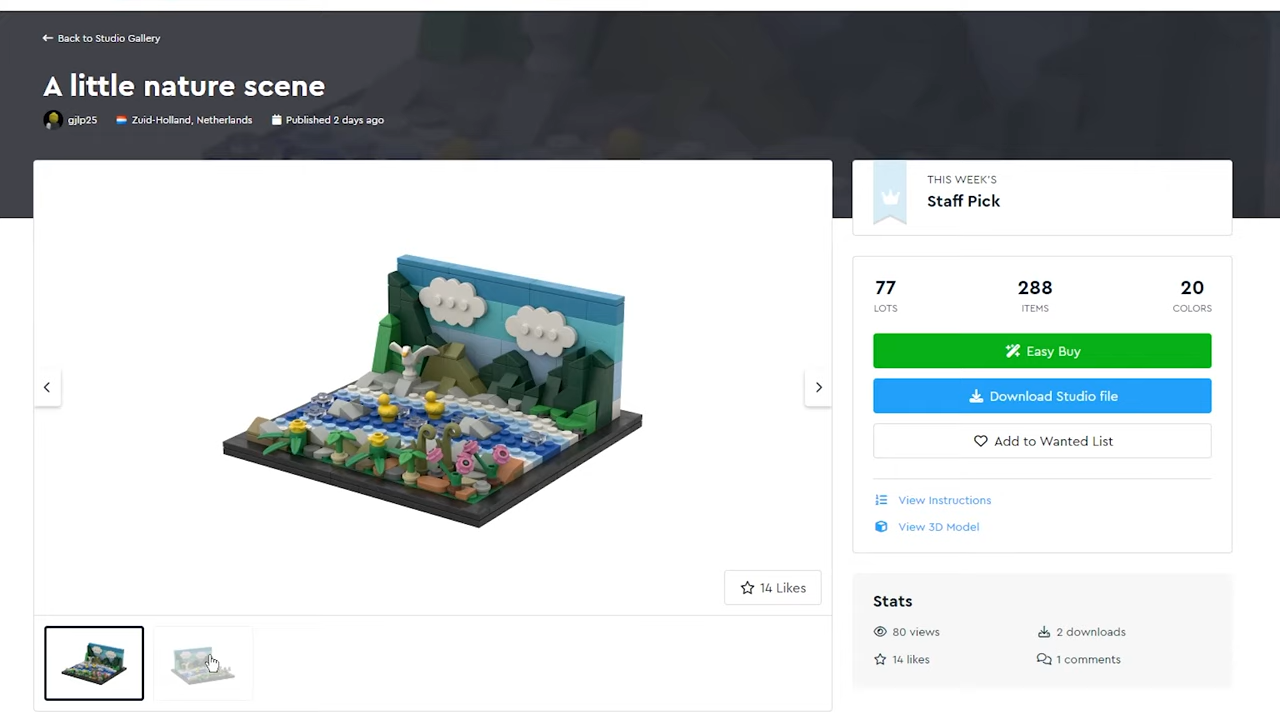 Back to Studio Gallery
A little nature scene
gjlp25 Zuid-Holland, Netherlands Published 2 days ago
THIS WEEK'S
Staff Pick
77 288 20
LOTS ITEMS COLORS
Easy Buy
Download Studio file
Add to Wanted List
View Instructions
View 3D Model
14 Likes
Stats
80 views 2 downloads
14 likes 1 comments